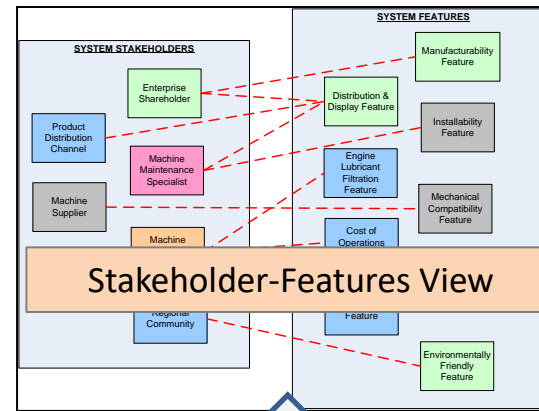 SYSTEM STAKEHOLDERS
Enterprise
Shareholder
Product
Distribution
Channel
Machine
Maintenance
Specialist
Machine
Supplier
Machine
Regional
Community
SYSTEM FEATURES
Manufacturability
Feature
Distribution &
Display Feature
Installability
Feature
Engine
Lubricant
Filtration
Feature
Mechanical
Compatibility
Feature
Cost of
Operations
Feature
Environmentally
Friendly
Feature
Stakeholder-Features View